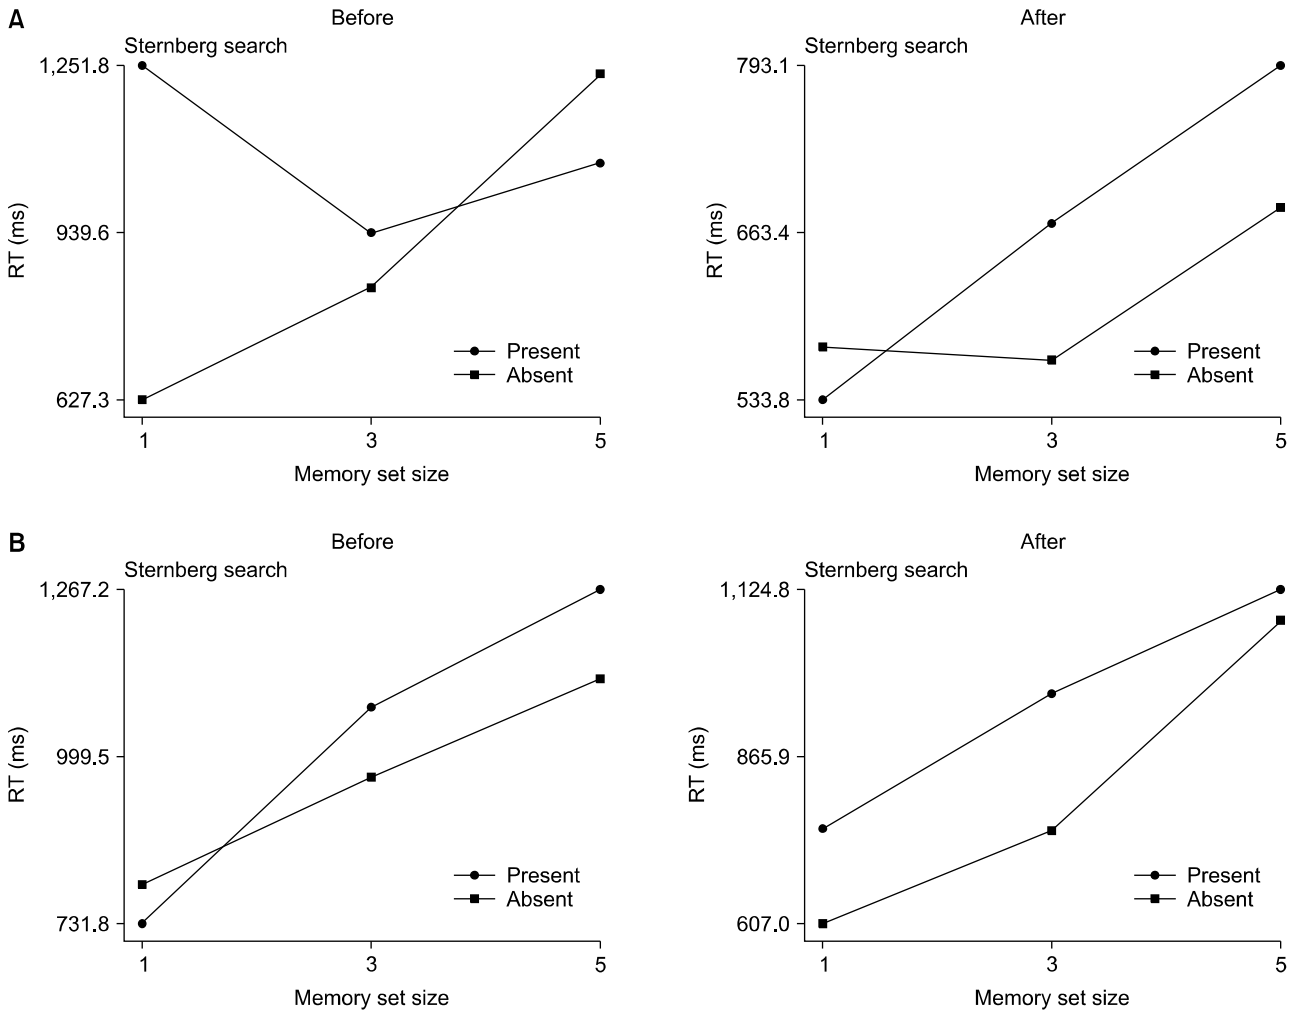 A
Before
Sternberg search
1,251.8
939.6
627.3
RT (ms)
Present
Absent
1 3 5
Memory set size
After
Sternberg search
793.1
663.4
533.8
RT (ms)
Present
Absent
1 3 5
Memory set size
B
Before
Sternberg search
1,267.2
999.5
731.8
RT (ms)
Present
Absent
1 3 5
Memory set size
After
Sternberg search
1,124.8
865.9
607.0
RT (ms)
Present
Absent
1 3 5
Memory set size